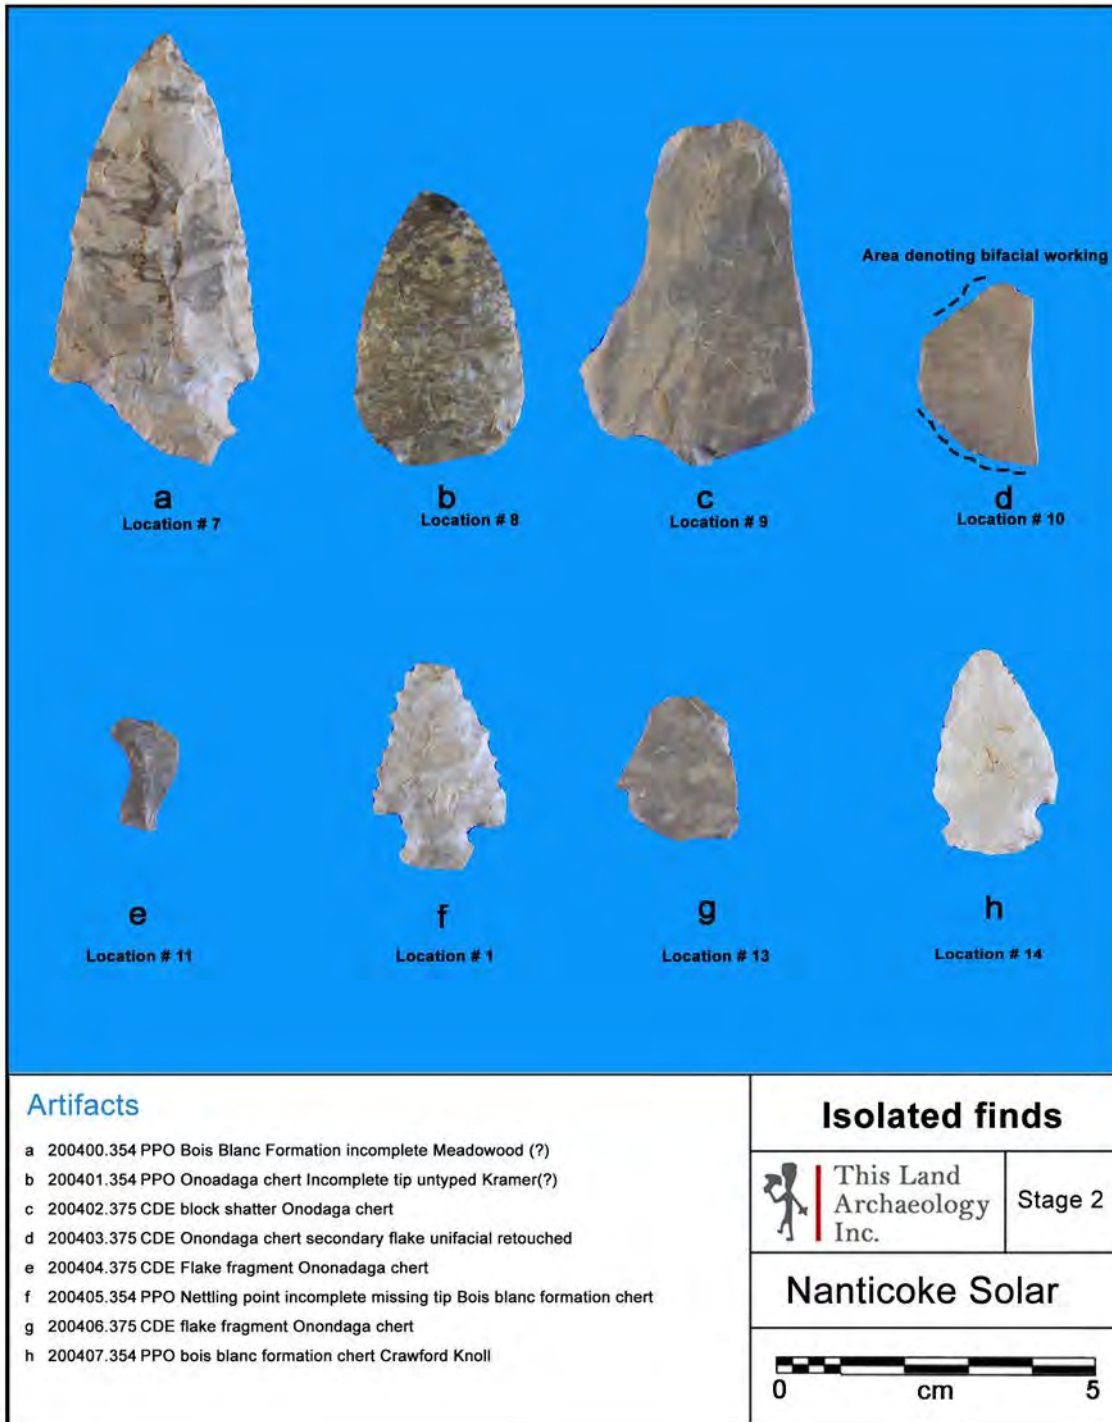 Area denoting bifacial working
a
b
c
d
Location # 7
Location # 8
Location # 9
Location # 10
e
f
g
h
Location # 11
Location # 1
Location # 13
Location # 14
Artifacts
a 200400.354 PPO Bois Blanc Formation incomplete Meadowood (?)
b 200401.354 PPO Onoadaga chert Incomplete tip untyped Kramer(?)
c 200402.375 CDE block shatter Onodaga chert
d 200403.375 CDE Onondaga chert secondary flake unifacial retouched
e 200404.375 CDE Flake fragment Ononadaga chert
f 200405.354 PPO Nettling point incomplete missing tip Bois blanc formation chert
g 200406.375 CDE flake fragment Onondaga chert
h 200407.354 PPO bois blanc formation chert Crawford Knoll
Isolated finds
This Land
Archaeology
Inc.
Stage 2
Nanticoke Solar
0 cm 5